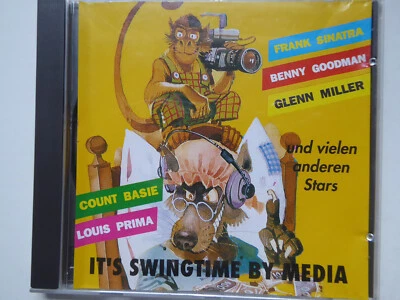 FRANK SINATRA
BENNY GOODMAN
GLENN MILLER
und vielen
anderen
Stars
COUNT BASIE
LOUIS PRIMA
IT'S SWINGTIME BY MEDIA